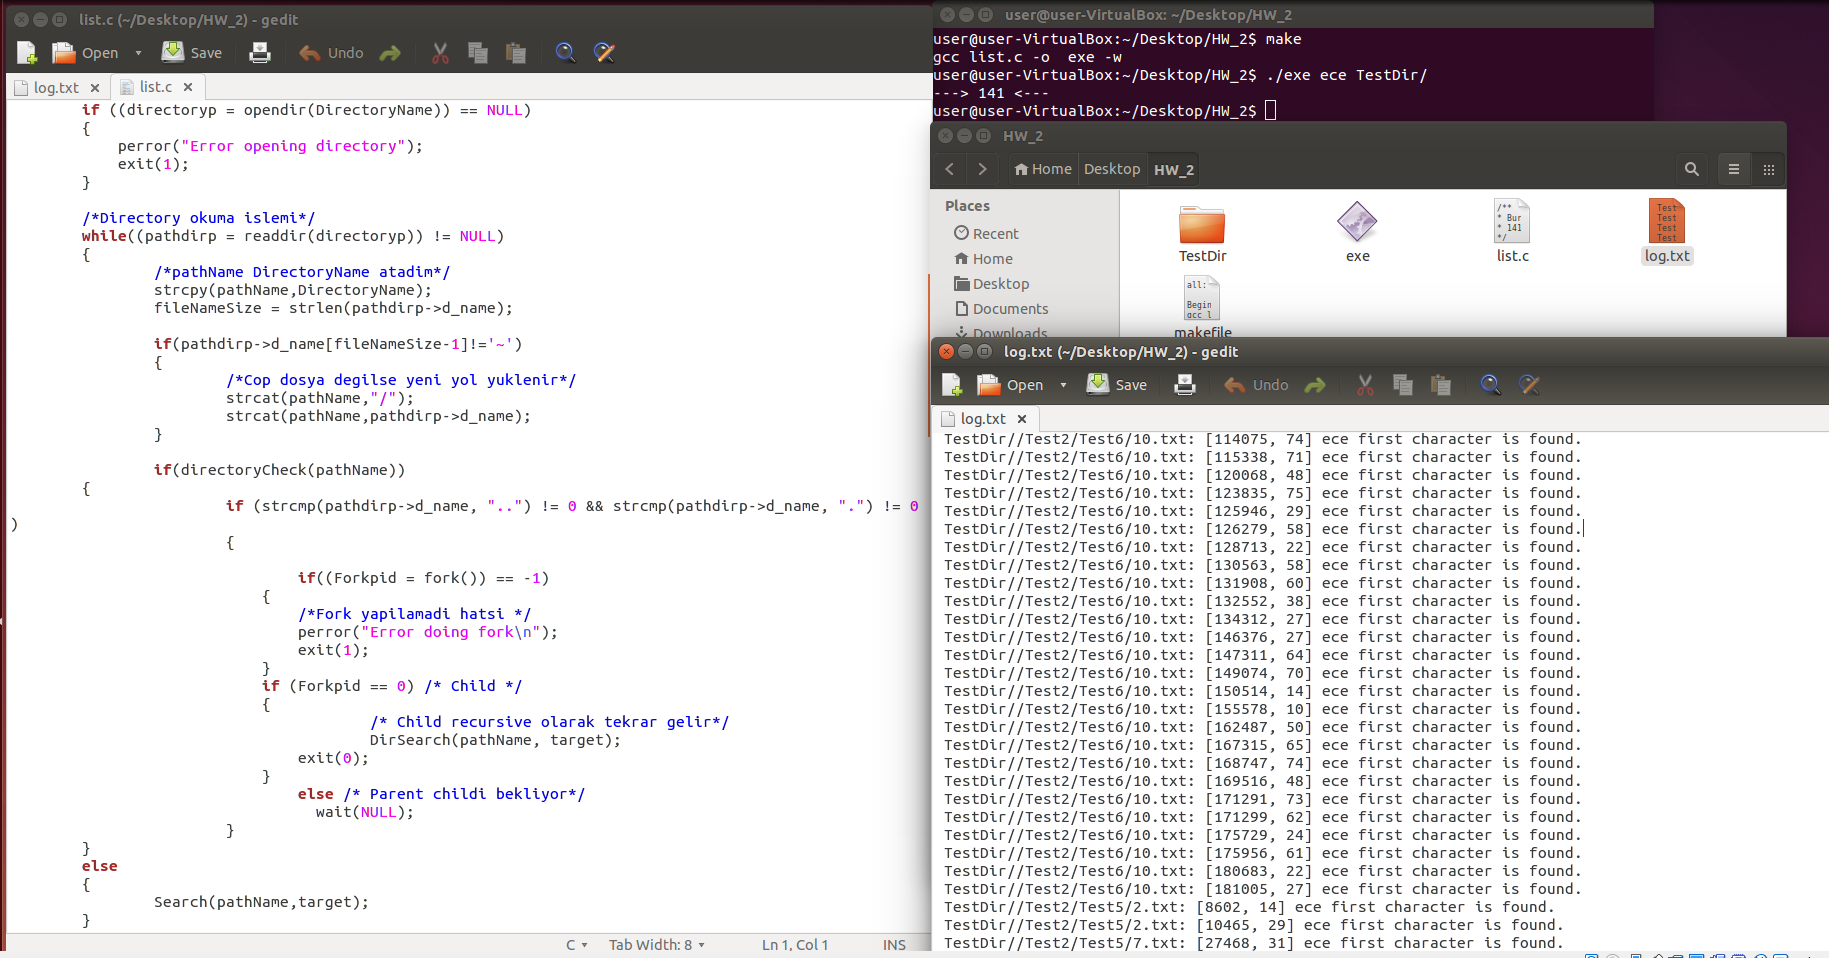 list.c (~/Desktop/HW_2) - gedit
Open Save Undo
log.txt list.c
if ((directoryp = opendir(DirectoryName)) == NULL)
{
perror("Error opening directory");
exit(1);
}
/*Directory okuma islemi*/
while((pathdirp = readdir(directoryp)) != NULL)
{
/*pathName DirectoryName atadim*/
strcpy(pathName,DirectoryName);
fileNameSize = strlen(pathdirp->d_name);
if(pathdirp->d_name[fileNameSize-1]!='~')
{
/*Cop dosya degilse yeni yol yuklenir*/
strcat(pathName,"/");
strcat(pathName,pathdirp->d_name);
}
if(directoryCheck(pathName))
{
if (strcmp(pathdirp->d_name, "..") != 0 && strcmp(pathdirp->d_name, ".") != 0
)
{
if((Forkpid = fork()) == -1)
{
/*Fork yapilamadi hatsi */
perror("Error doing fork\n");
exit(1);
}
if (Forkpid == 0) /* Child */
{
/* Child recursive olarak tekrar gelir*/
DirSearch(pathName, target);
exit(0);
}
else /* Parent childi bekliyor*/
wait(NULL);
}
}
else
{
Search(pathName,target);
}
C Tab Width: 8 Ln 1, Col 1 INS
user@user-VirtualBox: ~/Desktop/HW_2
user@user-VirtualBox:~/Desktop/HW_2$ make
gcc list.c -o  exe -w
user@user-VirtualBox:~/Desktop/HW_2$ ./exe ece TestDir/
---> 141 <---
user@user-VirtualBox:~/Desktop/HW_2$
HW_2
Home Desktop HW_2
Places
Recent
Home
Desktop
Documents
Downloads
TestDir
exe
/**
* Bur
* 141
*/
list.c
Test
Test
Test
Test
log.txt
all:
Begin
gcc l
makefile
log.txt (~/Desktop/HW_2) - gedit
Open Save Undo
log.txt
TestDir//Test2/Test6/10.txt: [114075, 74] ece first character is found.
TestDir//Test2/Test6/10.txt: [115338, 71] ece first character is found.
TestDir//Test2/Test6/10.txt: [120068, 48] ece first character is found.
TestDir//Test2/Test6/10.txt: [123835, 75] ece first character is found.
TestDir//Test2/Test6/10.txt: [125946, 29] ece first character is found.
TestDir//Test2/Test6/10.txt: [126279, 58] ece first character is found.
TestDir//Test2/Test6/10.txt: [128713, 22] ece first character is found.
TestDir//Test2/Test6/10.txt: [130563, 58] ece first character is found.
TestDir//Test2/Test6/10.txt: [131908, 60] ece first character is found.
TestDir//Test2/Test6/10.txt: [132552, 38] ece first character is found.
TestDir//Test2/Test6/10.txt: [134312, 27] ece first character is found.
TestDir//Test2/Test6/10.txt: [146376, 27] ece first character is found.
TestDir//Test2/Test6/10.txt: [147311, 64] ece first character is found.
TestDir//Test2/Test6/10.txt: [149074, 70] ece first character is found.
TestDir//Test2/Test6/10.txt: [150514, 14] ece first character is found.
TestDir//Test2/Test6/10.txt: [155578, 10] ece first character is found.
TestDir//Test2/Test6/10.txt: [162487, 50] ece first character is found.
TestDir//Test2/Test6/10.txt: [167315, 65] ece first character is found.
TestDir//Test2/Test6/10.txt: [168747, 74] ece first character is found.
TestDir//Test2/Test6/10.txt: [169516, 48] ece first character is found.
TestDir//Test2/Test6/10.txt: [171291, 73] ece first character is found.
TestDir//Test2/Test6/10.txt: [171299, 62] ece first character is found.
TestDir//Test2/Test6/10.txt: [175729, 24] ece first character is found.
TestDir//Test2/Test6/10.txt: [175956, 61] ece first character is found.
TestDir//Test2/Test6/10.txt: [180683, 22] ece first character is found.
TestDir//Test2/Test6/10.txt: [181005, 27] ece first character is found.
TestDir//Test2/Test5/2.txt: [8602, 14] ece first character is found.
TestDir//Test2/Test5/2.txt: [10465, 29] ece first character is found.
TestDir//Test2/Test5/7.txt: [27468, 31] ece first character is found.